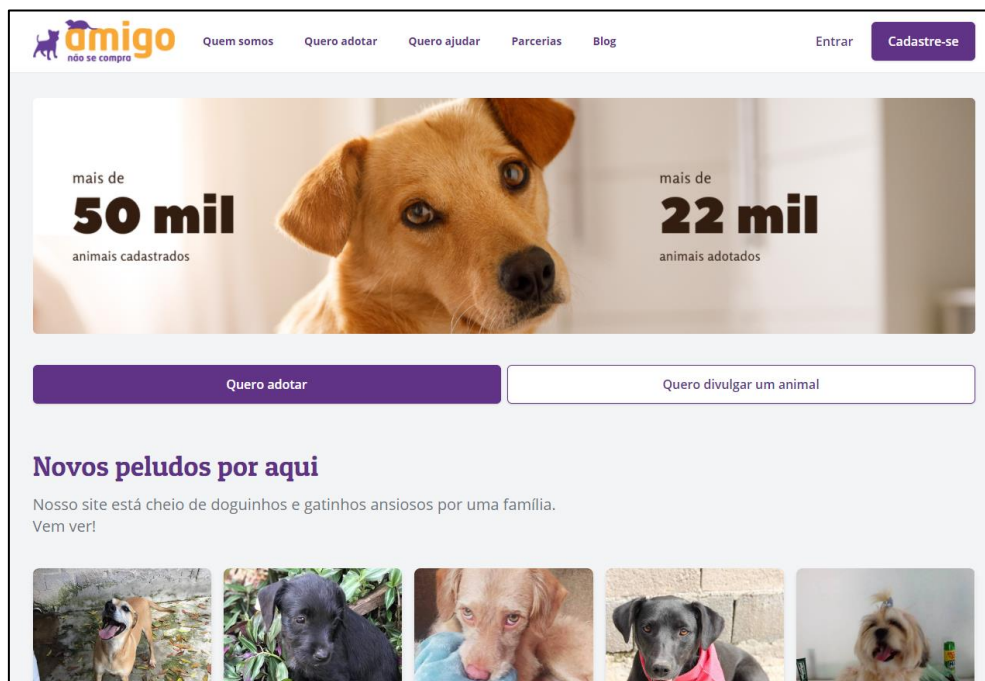 amigo
não se compra
Quem somos Quero adotar Quero ajudar Parcerias Blog Entrar Cadastre-se
mais de
50 mil
animais cadastrados
mais de
22 mil
animais adotados
Quero adotar Quero divulgar um animal
Novos peludos por aqui
Nosso site está cheio de doguinhos e gatinhos ansiosos por uma família.
Vem ver!